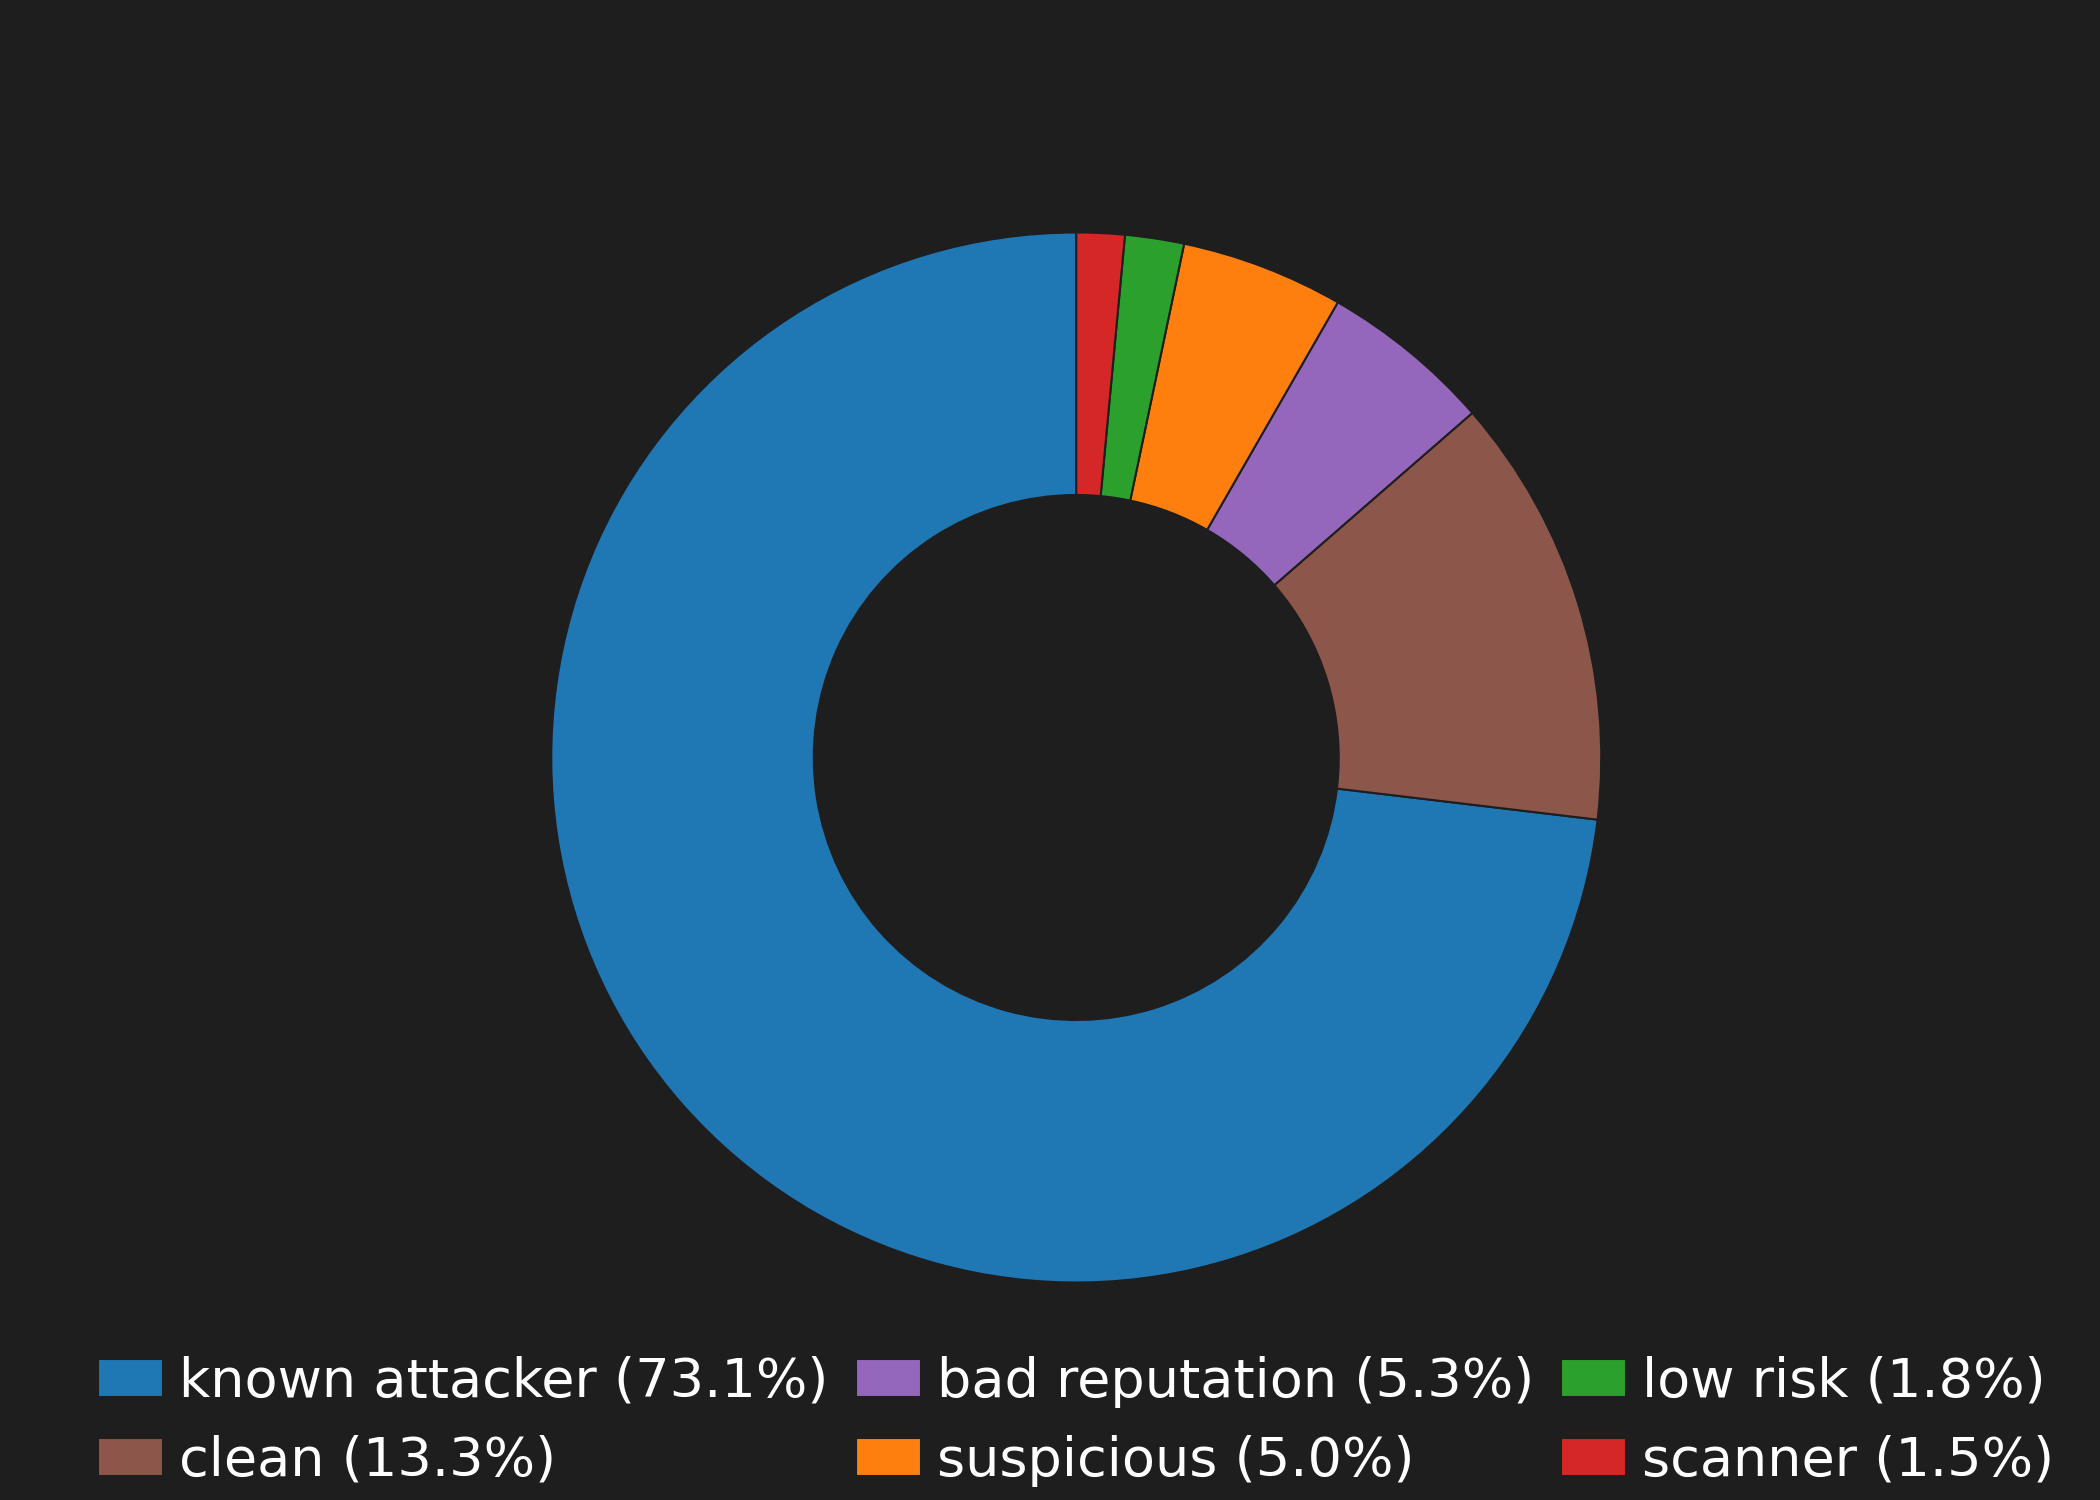 known attacker (73.1%) bad reputation (5.3%) low risk (1.8%)
clean (13.3%) suspicious (5.0%) scanner (1.5%)